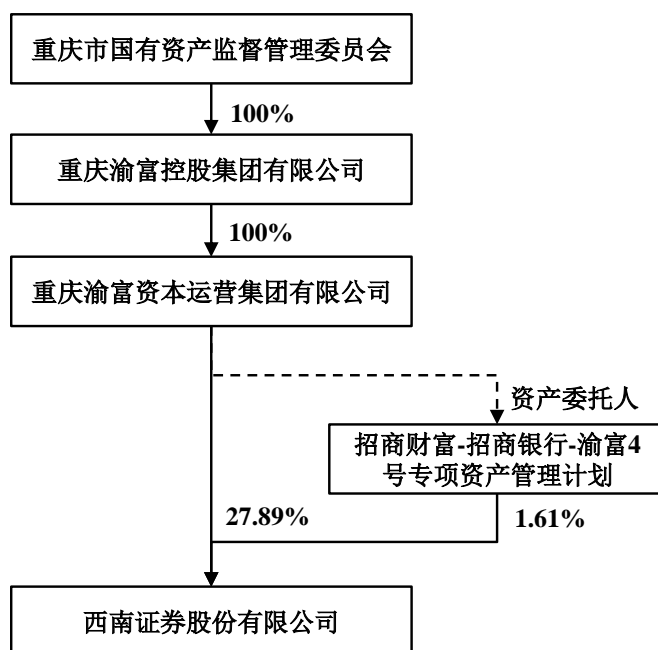 重庆市国有资产监督管理委员会
100%
重庆渝富控股集团有限公司
100%
重庆渝富资本运营集团有限公司
资产委托人
招商财富-招商银行-渝富4
号专项资产管理计划
27.89%
1.61%
西南证券股份有限公司